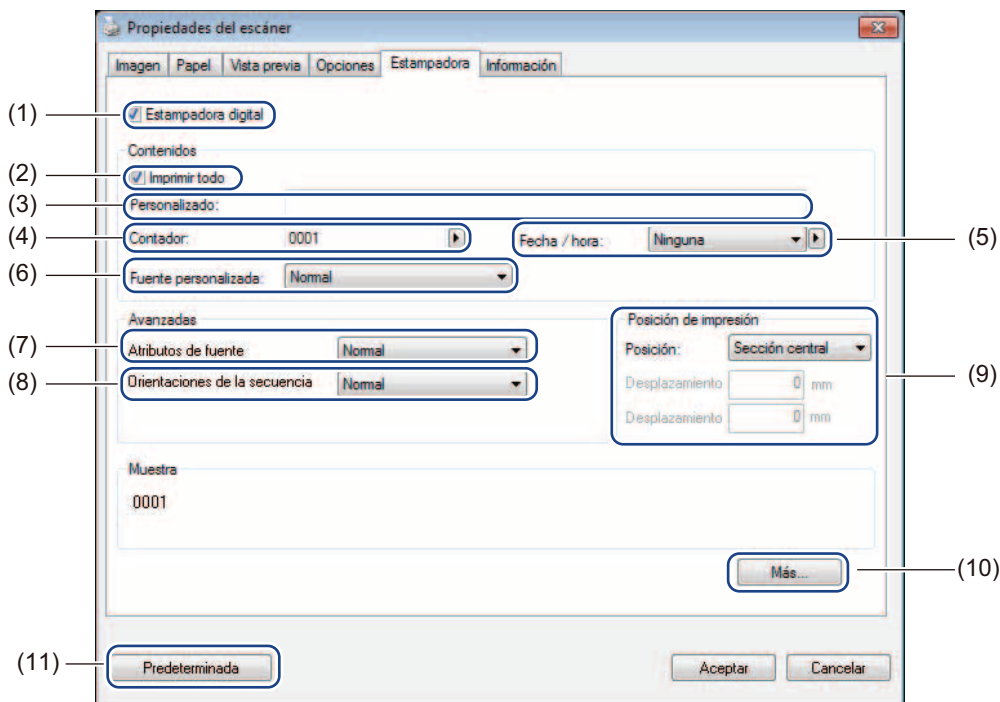 Propiedades del escáner
Imagen Papel Vista previa Opciones Estampadora Información
(1) Estampadora digital
Contenidos
(2) Imprimir todo
(3) Personalizado:
(4) Contador: 0001 Fecha / hora: Ninguna (5)
(6) Fuente personalizada: Normal
Avanzadas Posición de impresión
(7) Atributos de fuente Normal Posición: Sección central
(8) Orientaciones de la secuencia Normal Desplazamiento 0 mm (9)
Desplazamiento 0 mm
Muestra
0001
Más... (10)
(11) Predeterminada Aceptar Cancelar